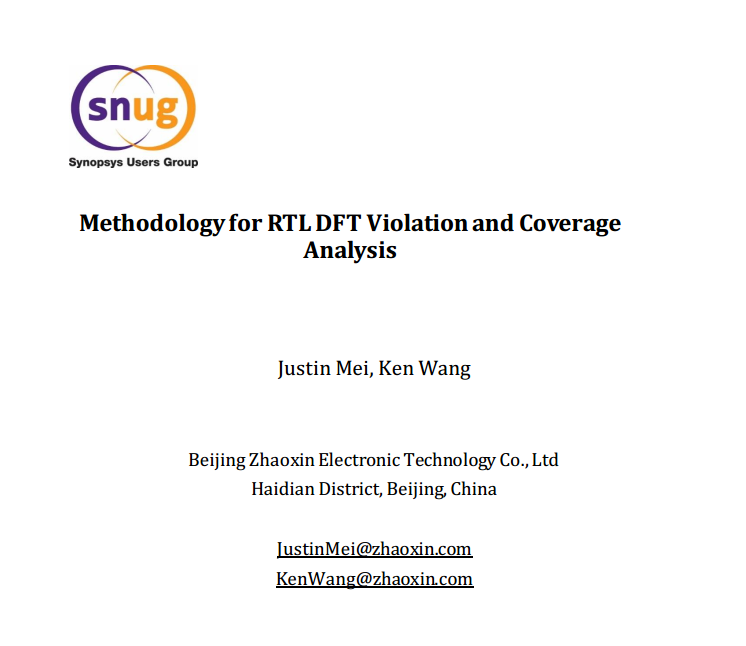 snug
Synopsys Users Group
Methodology for RTL DFT Violation and Coverage
Analysis
Justin Mei, Ken Wang
Beijing Zhaoxin Electronic Technology Co., Ltd
Haidian District, Beijing, China
JustinMei@zhaoxin.com
KenWang@zhaoxin.com